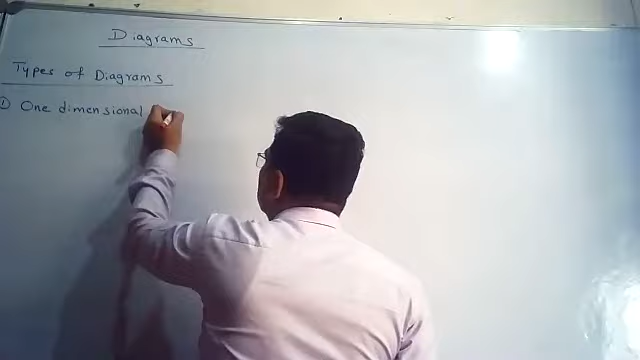 Diagrams
Types of Diagrams
① One dimensional